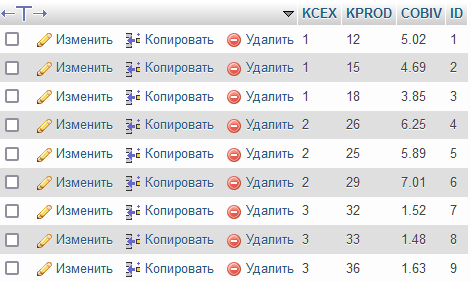 KCEX KPROD COBIV ID
Изменить Копировать Удалить 1 12 5.02 1
Изменить Копировать Удалить 1 15 4.69 2
Изменить Копировать Удалить 1 18 3.85 3
Изменить Копировать Удалить 2 26 6.25 4
Изменить Копировать Удалить 2 25 5.89 5
Изменить Копировать Удалить 2 29 7.01 6
Изменить Копировать Удалить 3 32 1.52 7
Изменить Копировать Удалить 3 33 1.48 8
Изменить Копировать Удалить 3 36 1.63 9